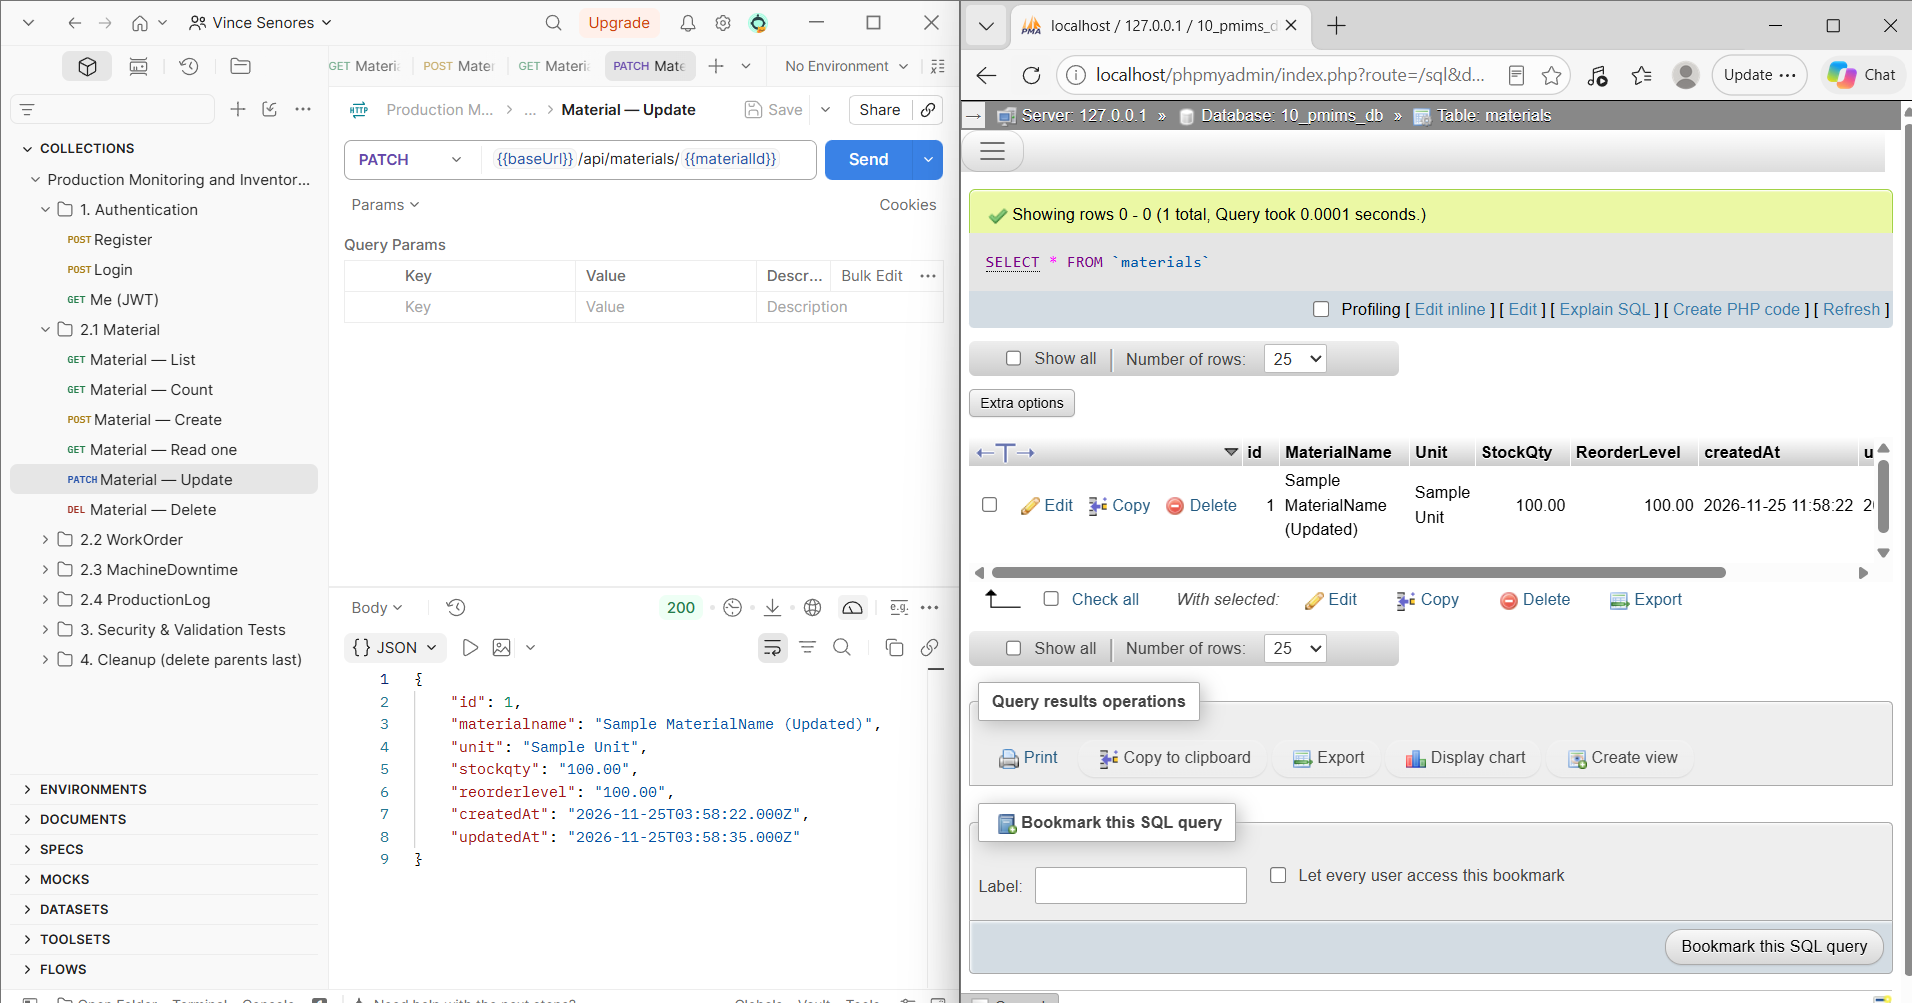 Vince Senores
Upgrade
GET Materi
POST Mater
GET Materi
PATCH Mate
No Environment
COLLECTIONS
Production Monitoring and Inventor...
1. Authentication
POST Register
POST Login
GET Me (JWT)
2.1 Material
GET Material — List
GET Material — Count
POST Material — Create
GET Material — Read one
PATCH Material — Update
DEL Material — Delete
2.2 WorkOrder
2.3 MachineDowntime
2.4 ProductionLog
3. Security & Validation Tests
4. Cleanup (delete parents last)
ENVIRONMENTS
DOCUMENTS
SPECS
MOCKS
DATASETS
TOOLSETS
FLOWS
HTTP Production M... > ... > Material — Update
Save
Share
PATCH
{{baseUrl}} /api/materials/ {{materialId}}
Send
Params
Cookies
Query Params
Key Value Descr... Bulk Edit
Key Value Description
Body
200
e.g.
{ } JSON
1 {
2 "id": 1,
3 "materialname": "Sample MaterialName (Updated)",
4 "unit": "Sample Unit",
5 "stockqty": "100.00",
6 "reorderlevel": "100.00",
7 "createdAt": "2026-11-25T03:58:22.000Z",
8 "updatedAt": "2026-11-25T03:58:35.000Z"
9 }
PMA localhost / 127.0.0.1 / 10_pmims_d
localhost/phpmyadmin/index.php?route=/sql&d...
Update
Chat
Server: 127.0.0.1 » Database: 10_pmims_db » Table: materials
Showing rows 0 - 0 (1 total, Query took 0.0001 seconds.)
SELECT * FROM `materials`
Profiling [ Edit inline ] [ Edit ] [ Explain SQL ] [ Create PHP code ] [ Refresh ]
Show all Number of rows: 25
Extra options
id MaterialName Unit StockQty ReorderLevel createdAt u
Edit Copy Delete 1 Sample MaterialName (Updated) Sample Unit 100.00 100.00 2026-11-25 11:58:22 2
Check all With selected: Edit Copy Delete Export
Show all Number of rows: 25
Query results operations
Print Copy to clipboard Export Display chart Create view
Bookmark this SQL query
Label:
Let every user access this bookmark
Bookmark this SQL query